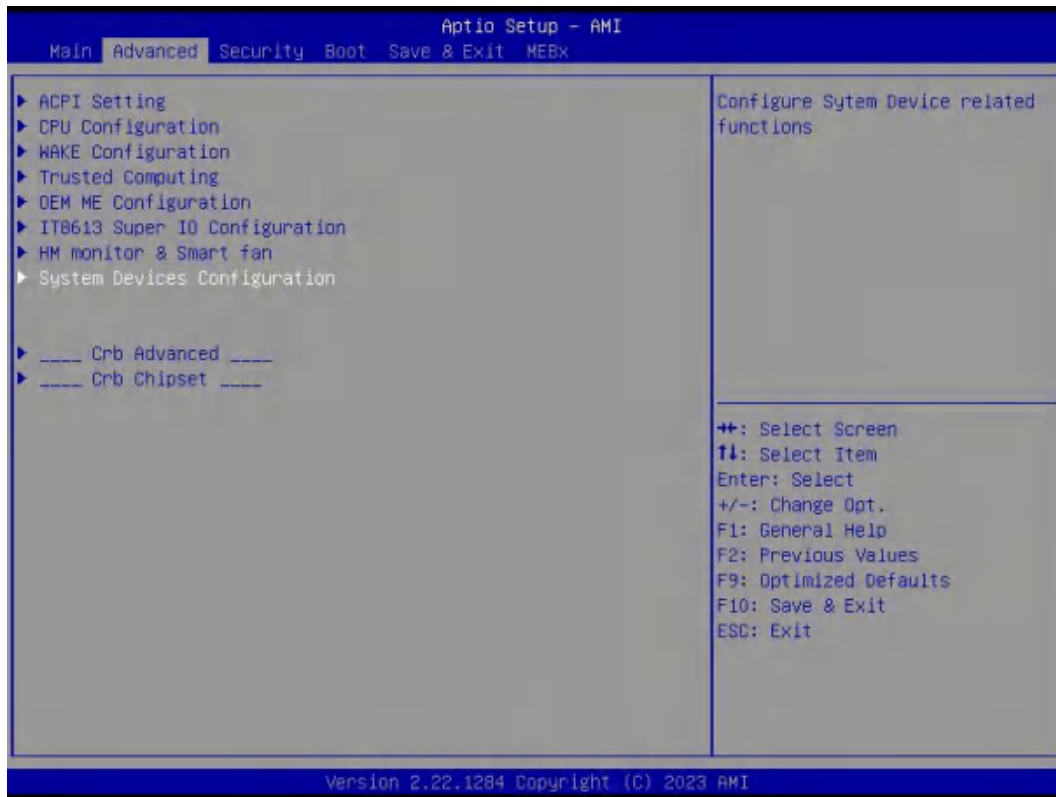 Aptio Setup - AMI
Main Advanced Security Boot Save & Exit MEBx
ACPI Setting
CPU Configuration
WAKE Configuration
Trusted Computing
OEM ME Configuration
IT8613 Super IO Configuration
HM monitor & Smart fan
System Devices Configuration
____ Crb Advanced ____
____ Crb Chipset ____
Configure Sytem Device related
functions
→←: Select Screen
↑↓: Select Item
Enter: Select
+/-: Change Opt.
F1: General Help
F2: Previous Values
F9: Optimized Defaults
F10: Save & Exit
ESC: Exit
Version 2.22.1284 Copyright (C) 2023 AMI